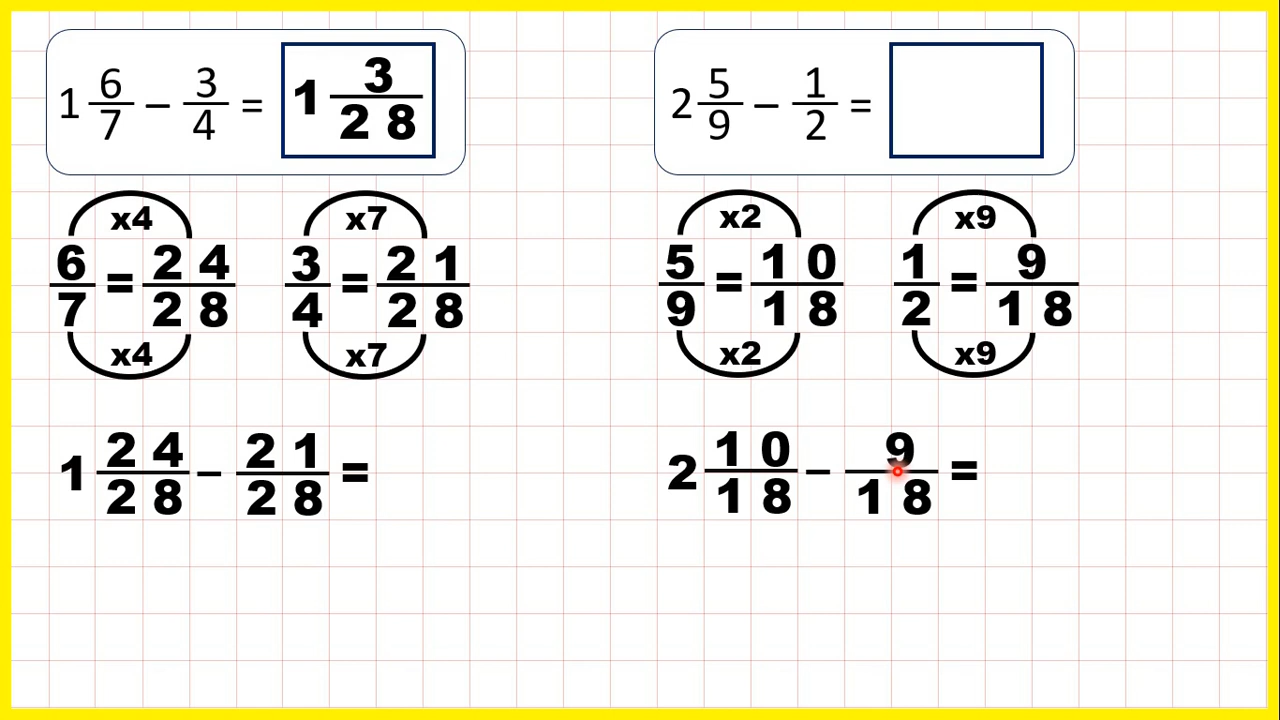 1 6/7 – 3/4 = 1 3/28
x4 x7
6/7 = 24/28 3/4 = 21/28
x4 x7
1 24/28 – 21/28 =
2 5/9 – 1/2 =
x2 x9
5/9 = 10/18 1/2 = 9/18
x2 x9
2 10/18 – 9/18 =